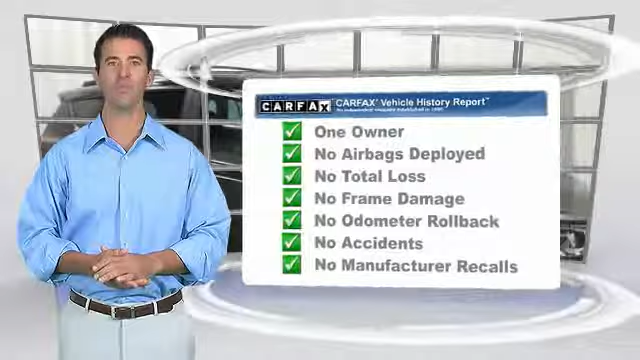 CARFAX CARFAX Vehicle History Report™
One Owner
No Airbags Deployed
No Total Loss
No Frame Damage
No Odometer Rollback
No Accidents
No Manufacturer Recalls